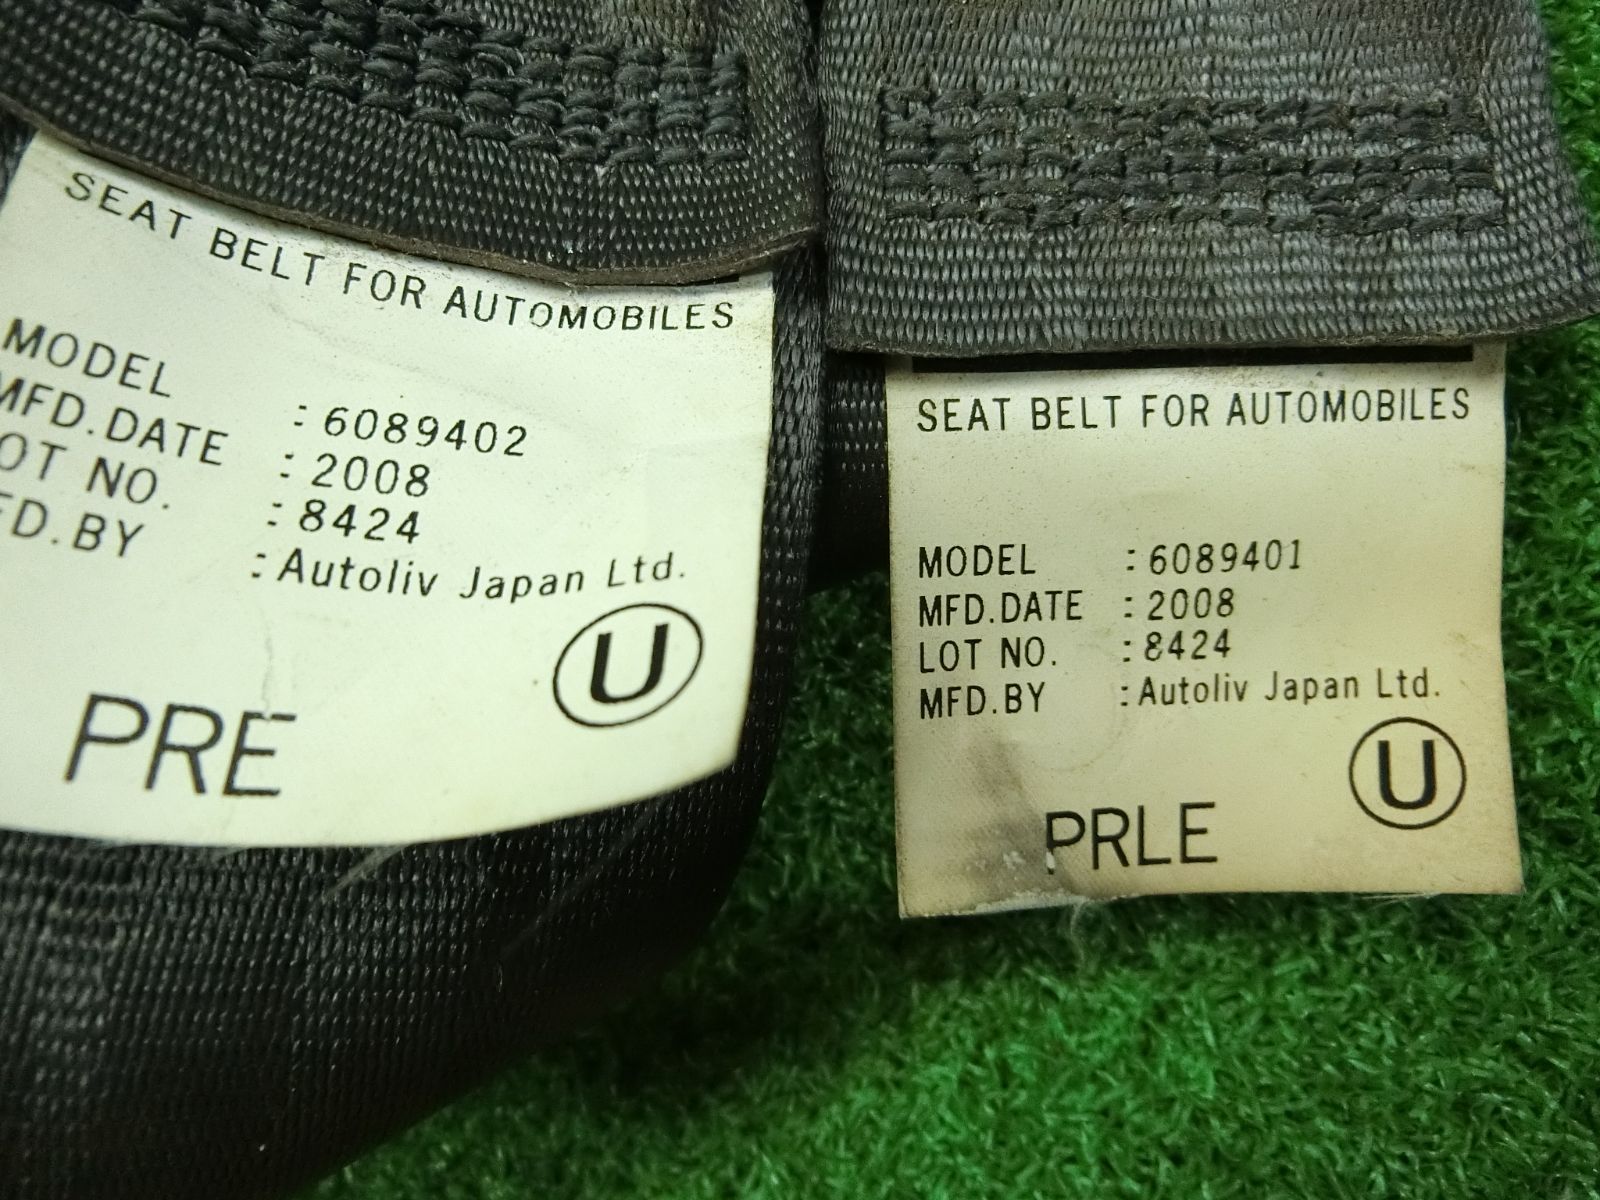 SEAT BELT FOR AUTOMOBILES
MODEL : 6089402
MFD.DATE : 2008
LOT NO. : 8424
MFD.BY : Autoliv Japan Ltd.
U
PRE
SEAT BELT FOR AUTOMOBILES
MODEL : 6089401
MFD.DATE : 2008
LOT NO. : 8424
MFD.BY : Autoliv Japan Ltd.
U
PRLE